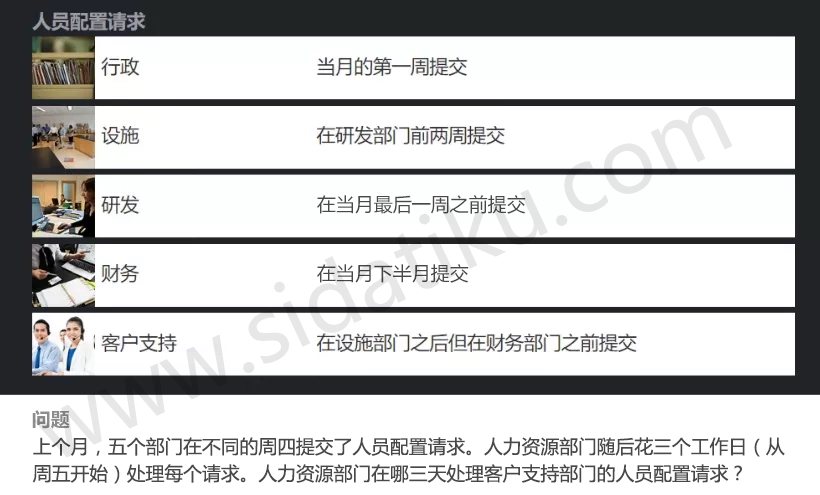 人员配置请求
行政 当月的第一周提交
设施 在研发部门前两周提交
研发 在当月最后一周之前提交
财务 在当月下半月提交
客户支持 在设施部门之后但在财务部门之前提交
www.sidatiku.com
问题
上个月，五个部门在不同的周四提交了人员配置请求。人力资源部门随后花三个工作日（从
周五开始）处理每个请求。人力资源部门在哪三天处理客户支持部门的人员配置请求？